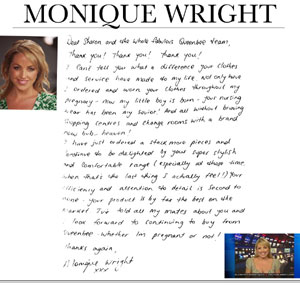 MONIQUE WRIGHT
Dear Sharon and the whole fabulous Queenbee team,
Thank you! Thank you! Thank you!
I can't tell you what a difference your clothes
and service have made to my life. Not only have
I ordered and worn your clothes throughout my
pregnancy - now my little boy is born - your nursing
wear has been my saviour! And all without braving
shopping centres and change rooms with a brand
new bub. heaven!
I have just ordered a stack more pieces and
continue to be delighted by your super stylish
and comfortable range (especially at those times
when that's the last thing I actually feel!) Your
efficiency and attention to detail is second to
none - your product is by far the best on the
market. I've told all my mates about you and
look forward to continuing to buy from
Queenbee - whether I'm pregnant or not!
Thanks again,
Monique Wright
xxx